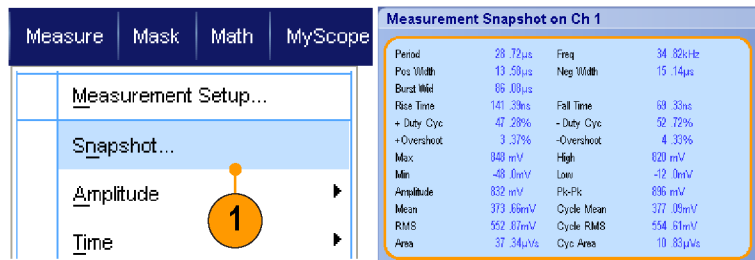 Measure Mask Math MyScope
Measurement Setup...
Snapshot...
Amplitude
1
Time
Measurement Snapshot on Ch 1
Period 28 .72µs Freq 34 .82kHz
Pos Width 13 .58µs Neg Width 15 .14µs
Burst Wid 86 .08µs
Rise Time 141 .39ns Fall Time 69 .33ns
+ Duty Cyc 47 .28% - Duty Cyc 52 .72%
+Overshoot 3 .37% -Overshoot 4 .33%
Max 848 mV High 820 mV
Min -48 .0mV Low -12 .0mV
Amplitude 832 mV Pk-Pk 896 mV
Mean 373 .66mV Cycle Mean 377 .09mV
RMS 552 .87mV Cycle RMS 554 .61mV
Area 37 .34µVs Cyc Area 10 .83µVs